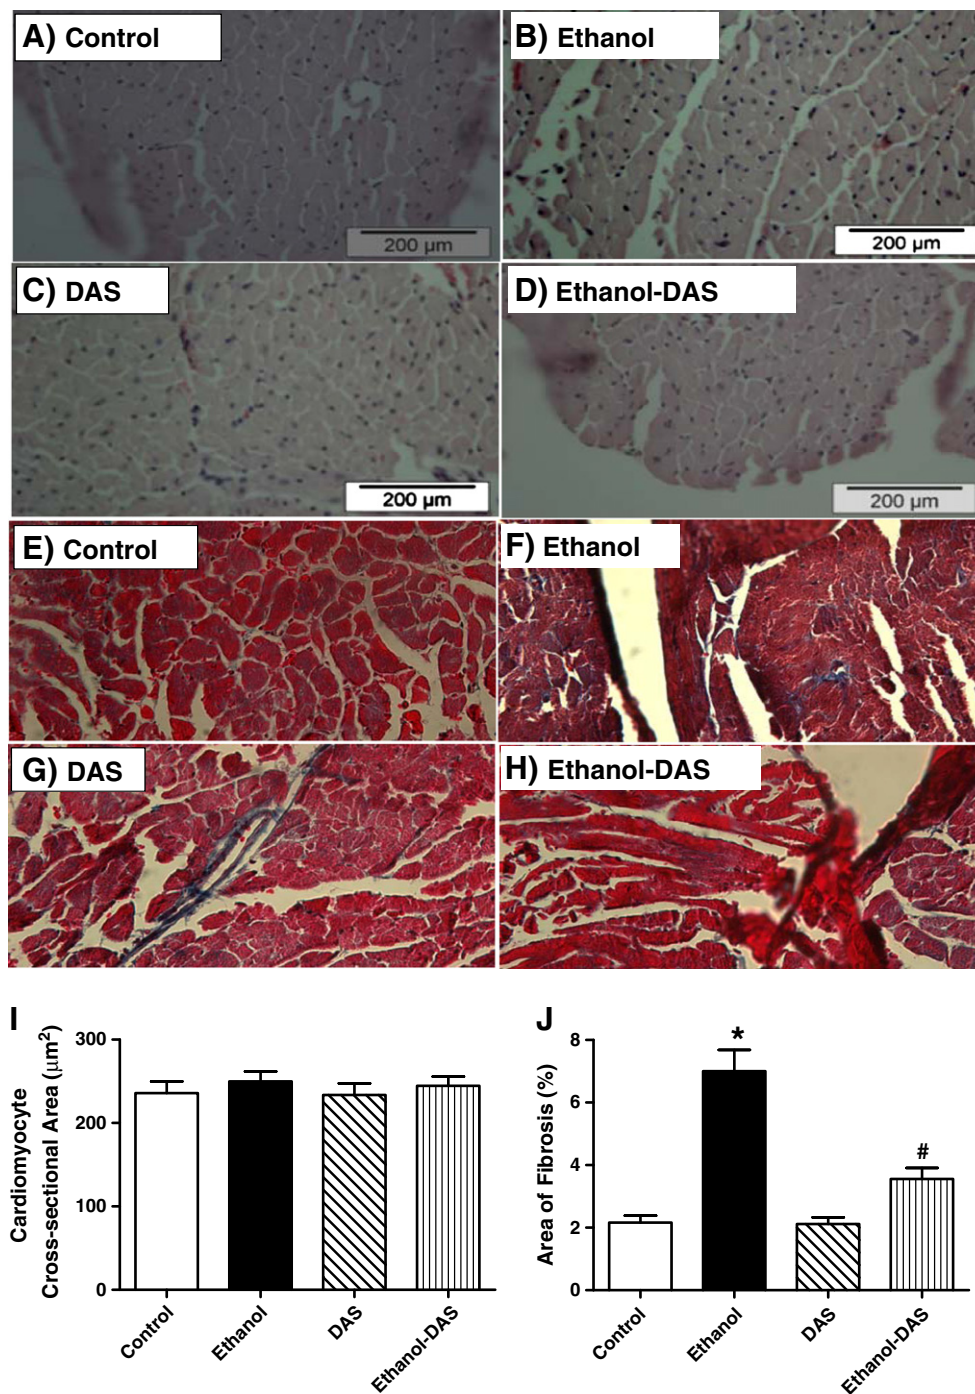 A) Control
B) Ethanol
200 µm
200 µm
C) DAS
D) Ethanol-DAS
200 µm
200 µm
E) Control
F) Ethanol
G) DAS
H) Ethanol-DAS
I
Cardiomyocyte
Cross-sectional Area (µm²)
300
200
100
0
Control
Ethanol
DAS
Ethanol-DAS
J
Area of Fibrosis (%)
8
6
4
2
0
*
#
Control
Ethanol
DAS
Ethanol-DAS